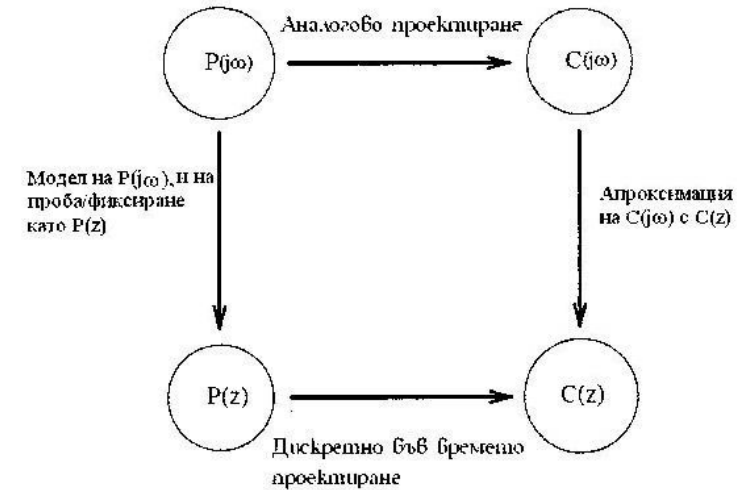 Аналогово проектиране
P(jω)
C(jω)
Модел на P(jω), и на
проба/фиксиране
като P(z)
Апроксимация
на C(jω) с C(z)
P(z)
C(z)
Дискретно във времето
проектиране